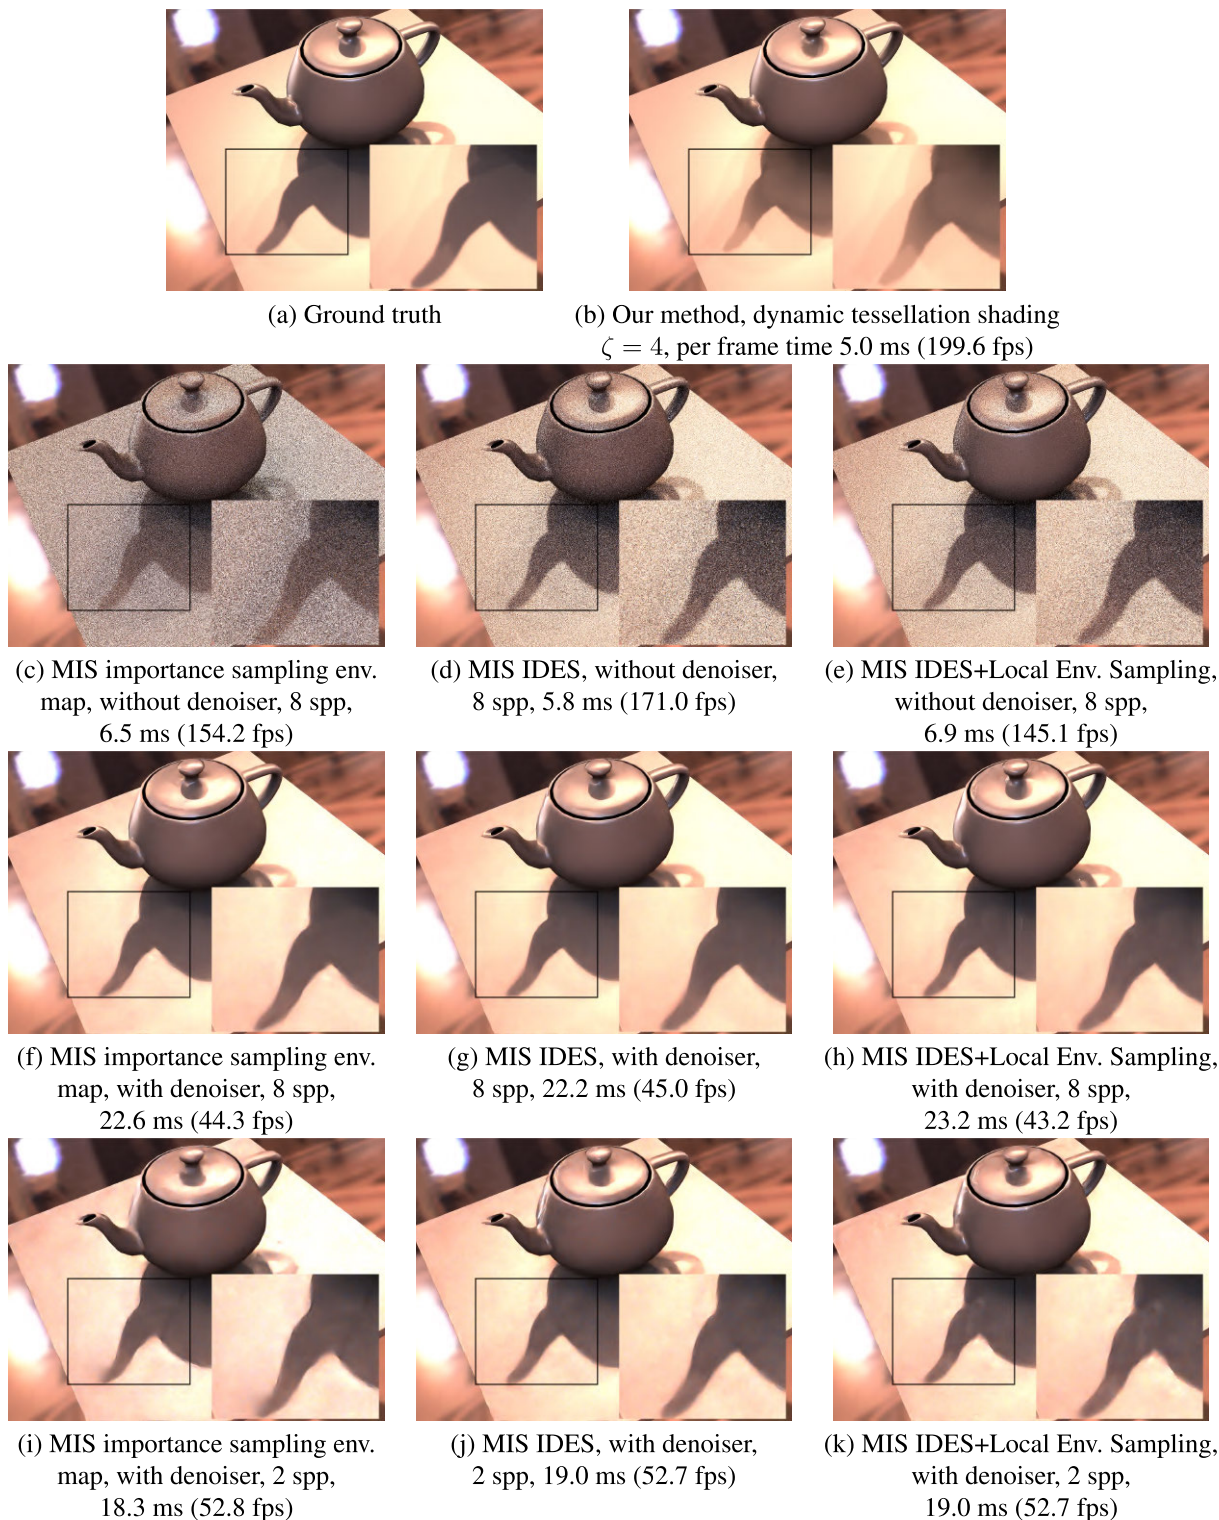 (a) Ground truth
(b) Our method, dynamic tessellation shading
ζ = 4, per frame time 5.0 ms (199.6 fps)
(c) MIS importance sampling env.
map, without denoiser, 8 spp,
6.5 ms (154.2 fps)
(d) MIS IDES, without denoiser,
8 spp, 5.8 ms (171.0 fps)
(e) MIS IDES+Local Env. Sampling,
without denoiser, 8 spp,
6.9 ms (145.1 fps)
(f) MIS importance sampling env.
map, with denoiser, 8 spp,
22.6 ms (44.3 fps)
(g) MIS IDES, with denoiser,
8 spp, 22.2 ms (45.0 fps)
(h) MIS IDES+Local Env. Sampling,
with denoiser, 8 spp,
23.2 ms (43.2 fps)
(i) MIS importance sampling env.
map, with denoiser, 2 spp,
18.3 ms (52.8 fps)
(j) MIS IDES, with denoiser,
2 spp, 19.0 ms (52.7 fps)
(k) MIS IDES+Local Env. Sampling,
with denoiser, 2 spp,
19.0 ms (52.7 fps)